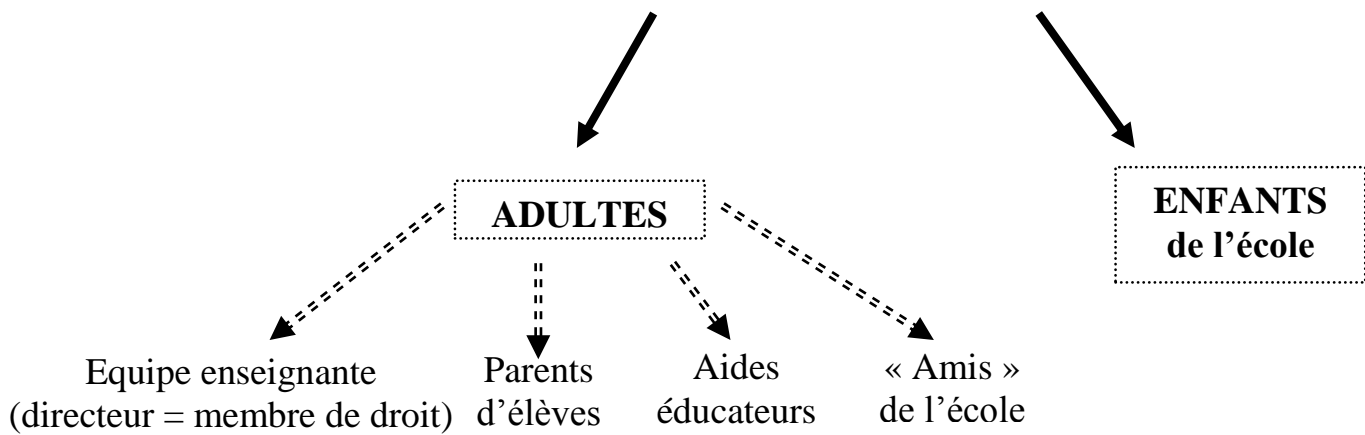 ADULTES
ENFANTS
de l’école
Equipe enseignante
(directeur = membre de droit)
Parents
d’élèves
Aides
éducateurs
« Amis »
de l’école